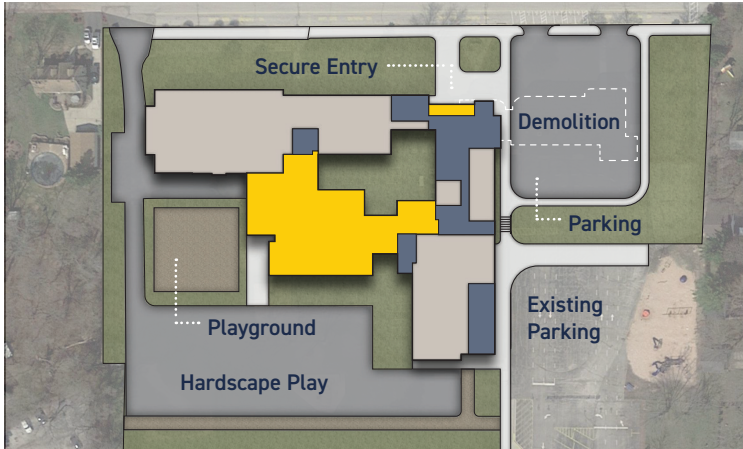 Secure Entry
Demolition
Parking
Existing
Parking
Playground
Hardscape Play